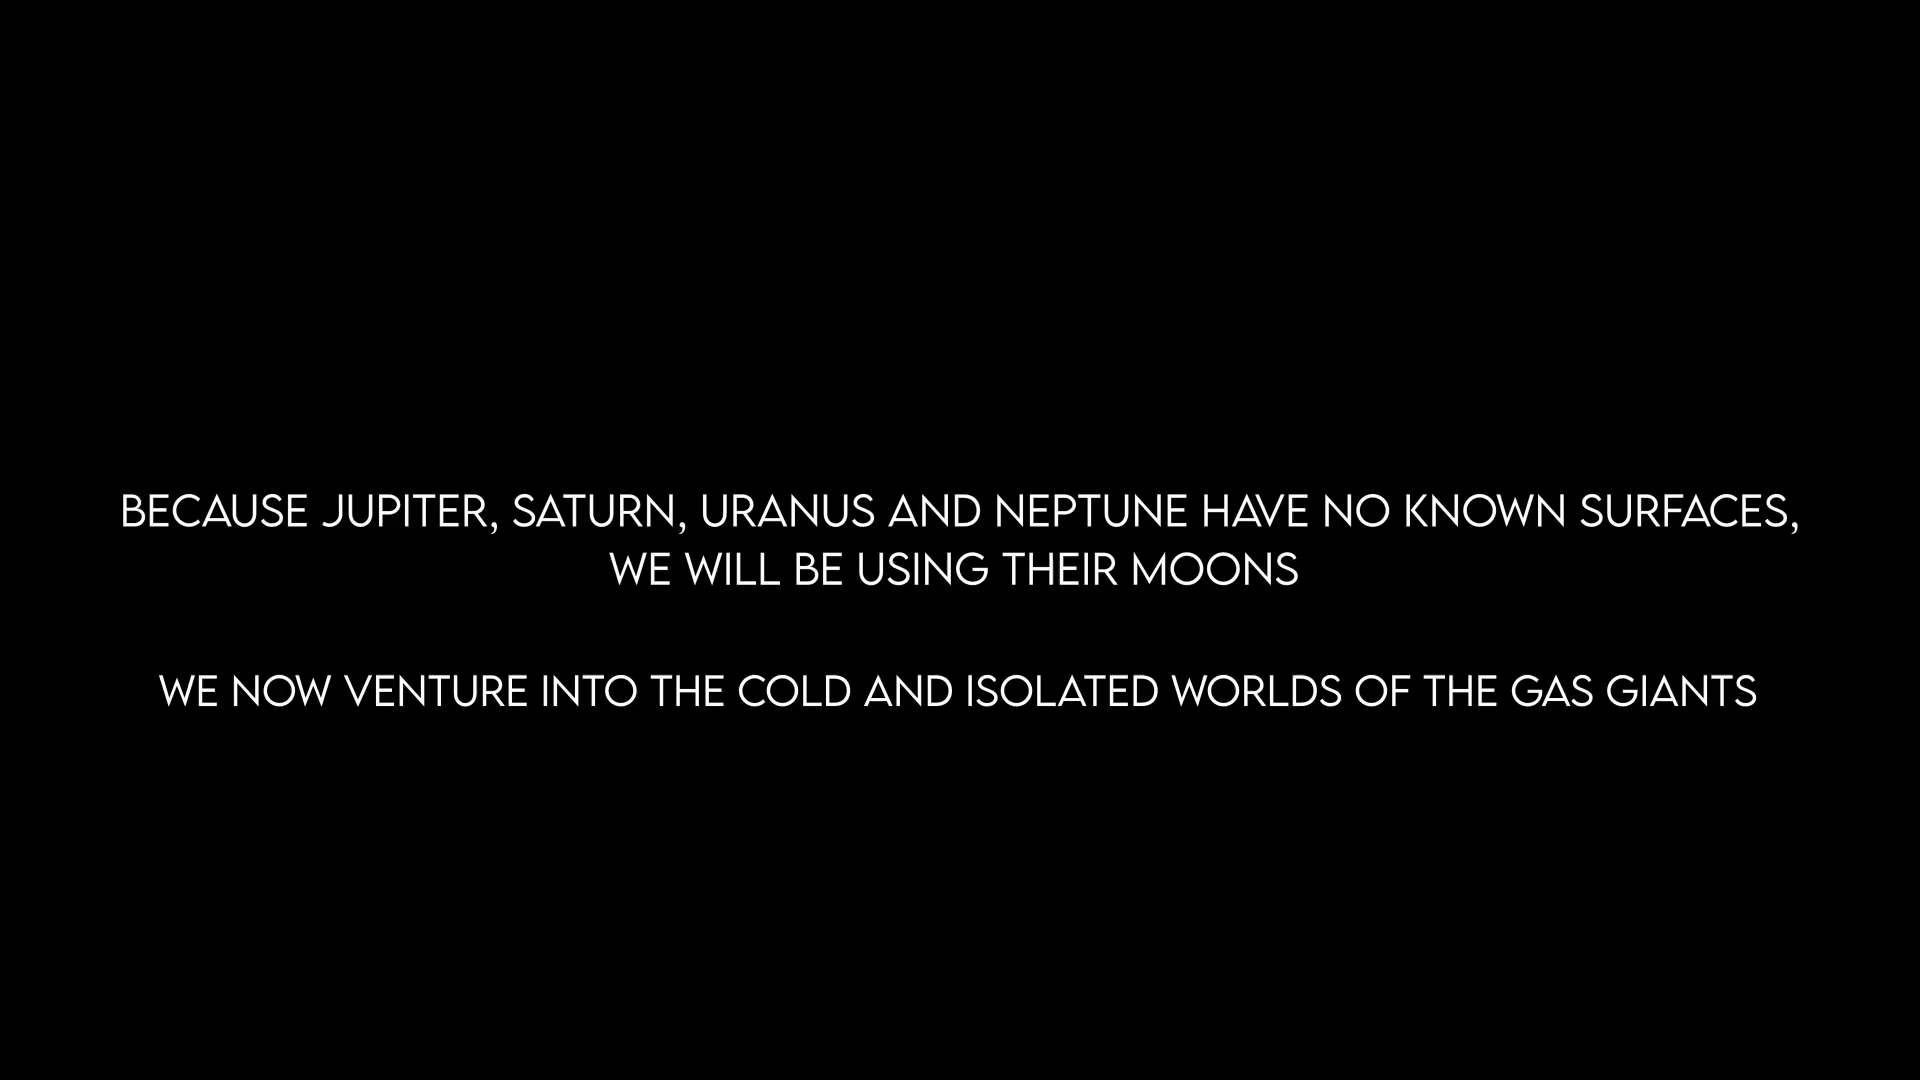 BECAUSE JUPITER, SATURN, URANUS AND NEPTUNE HAVE NO KNOWN SURFACES,
WE WILL BE USING THEIR MOONS
WE NOW VENTURE INTO THE COLD AND ISOLATED WORLDS OF THE GAS GIANTS